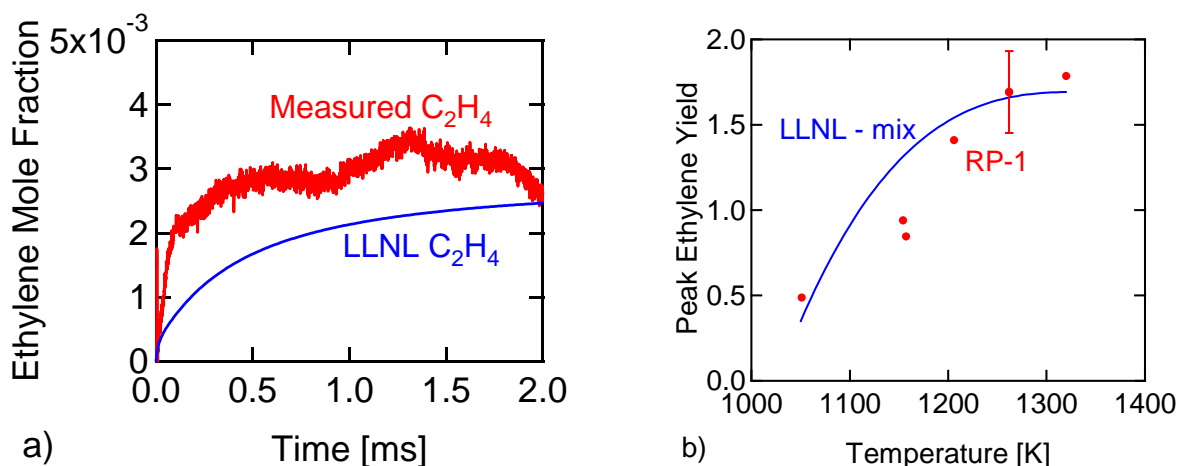 5x10⁻³
4
3
2
1
0
Ethylene Mole Fraction
Measured C₂H₄
LLNL C₂H₄
0.0 0.5 1.0 1.5 2.0
Time [ms]
a)
2.0
1.5
1.0
0.5
0.0
Peak Ethylene Yield
LLNL - mix
RP-1
1000 1100 1200 1300 1400
Temperature [K]
b)